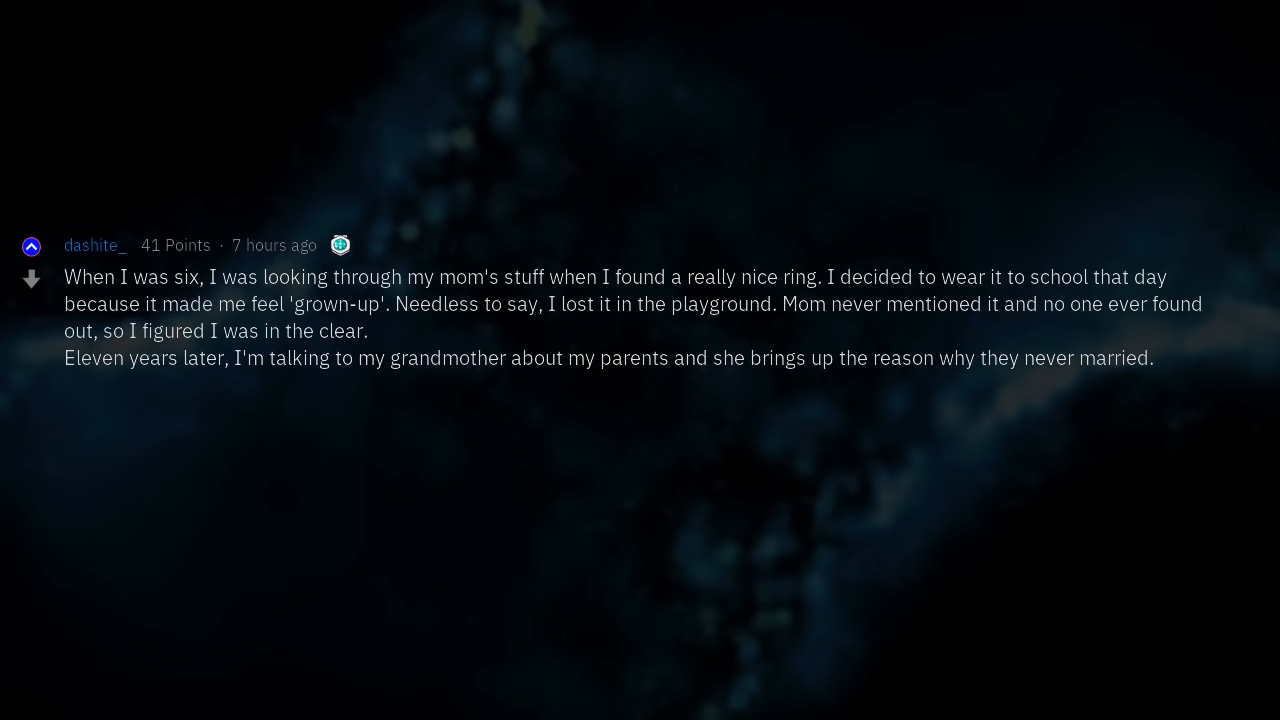 dashite_ 41 Points · 7 hours ago
When I was six, I was looking through my mom's stuff when I found a really nice ring. I decided to wear it to school that day
because it made me feel 'grown-up'. Needless to say, I lost it in the playground. Mom never mentioned it and no one ever found
out, so I figured I was in the clear.
Eleven years later, I'm talking to my grandmother about my parents and she brings up the reason why they never married.